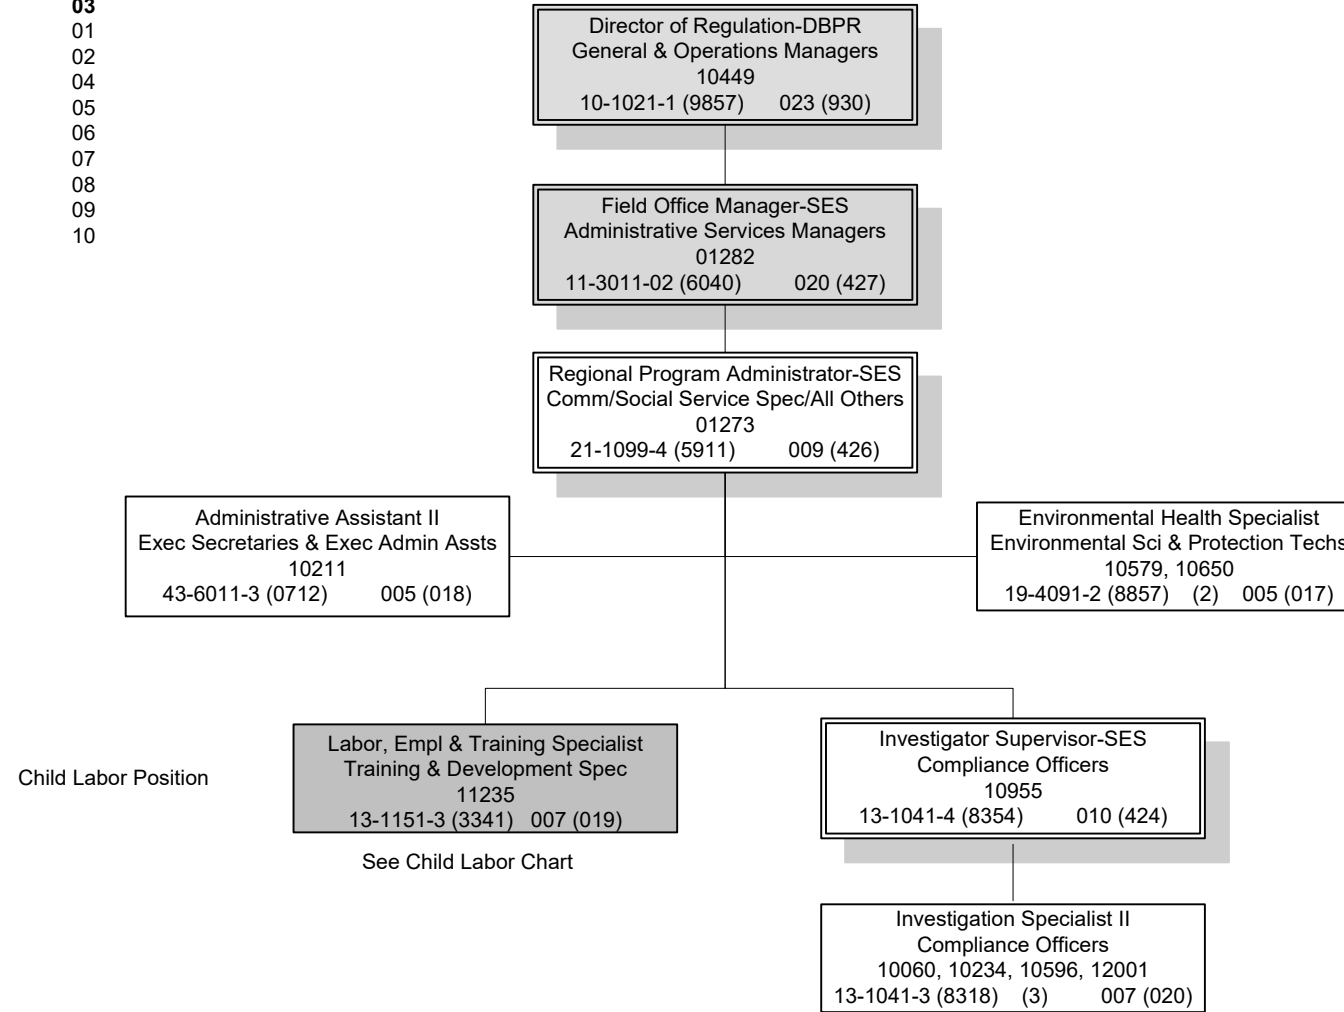 03
01
02
04
05
06
07
08
09
10
Director of Regulation-DBPR
General & Operations Managers
10449
10-1021-1 (9857) 023 (930)
Field Office Manager-SES
Administrative Services Managers
01282
11-3011-02 (6040) 020 (427)
Regional Program Administrator-SES
Comm/Social Service Spec/All Others
01273
21-1099-4 (5911) 009 (426)
Administrative Assistant II
Exec Secretaries & Exec Admin Assts
10211
43-6011-3 (0712) 005 (018)
Environmental Health Specialist
Environmental Sci & Protection Techs
10579, 10650
19-4091-2 (8857) (2) 005 (017)
Child Labor Position
Labor, Empl & Training Specialist
Training & Development Spec
11235
13-1151-3 (3341) 007 (019)
See Child Labor Chart
Investigator Supervisor-SES
Compliance Officers
10955
13-1041-4 (8354) 010 (424)
Investigation Specialist II
Compliance Officers
10060, 10234, 10596, 12001
13-1041-3 (8318) (3) 007 (020)